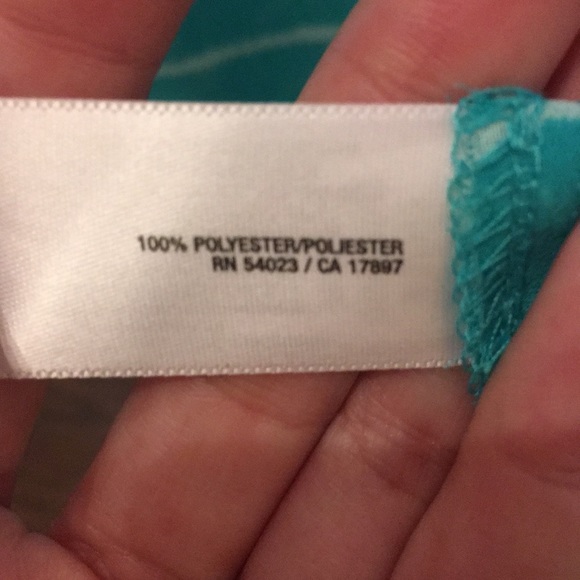 100% POLYESTER/POLIESTER
RN 54023 / CA 17897